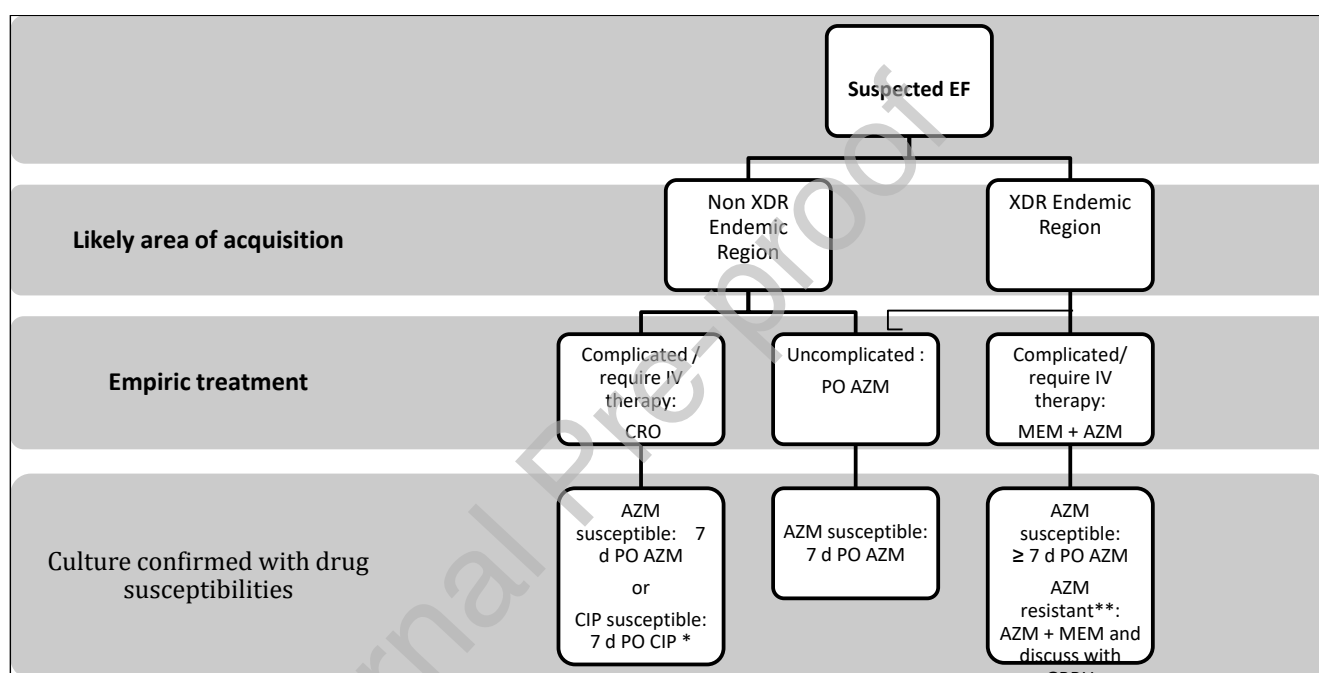 Suspected EF
Likely area of acquisition
Non XDR
Endemic
Region
XDR Endemic
Region
Empiric treatment
Complicated /
require IV
therapy:
CRO
Uncomplicated :
PO AZM
Complicated/
require IV
therapy:
MEM + AZM
Culture confirmed with drug
susceptibilities
AZM
susceptible: 7
d PO AZM
or
CIP susceptible:
7 d PO CIP *
AZM susceptible:
7 d PO AZM
AZM
susceptible:
≥ 7 d PO AZM
AZM
resistant**:
AZM + MEM and
discuss with
rnal Pre-proof